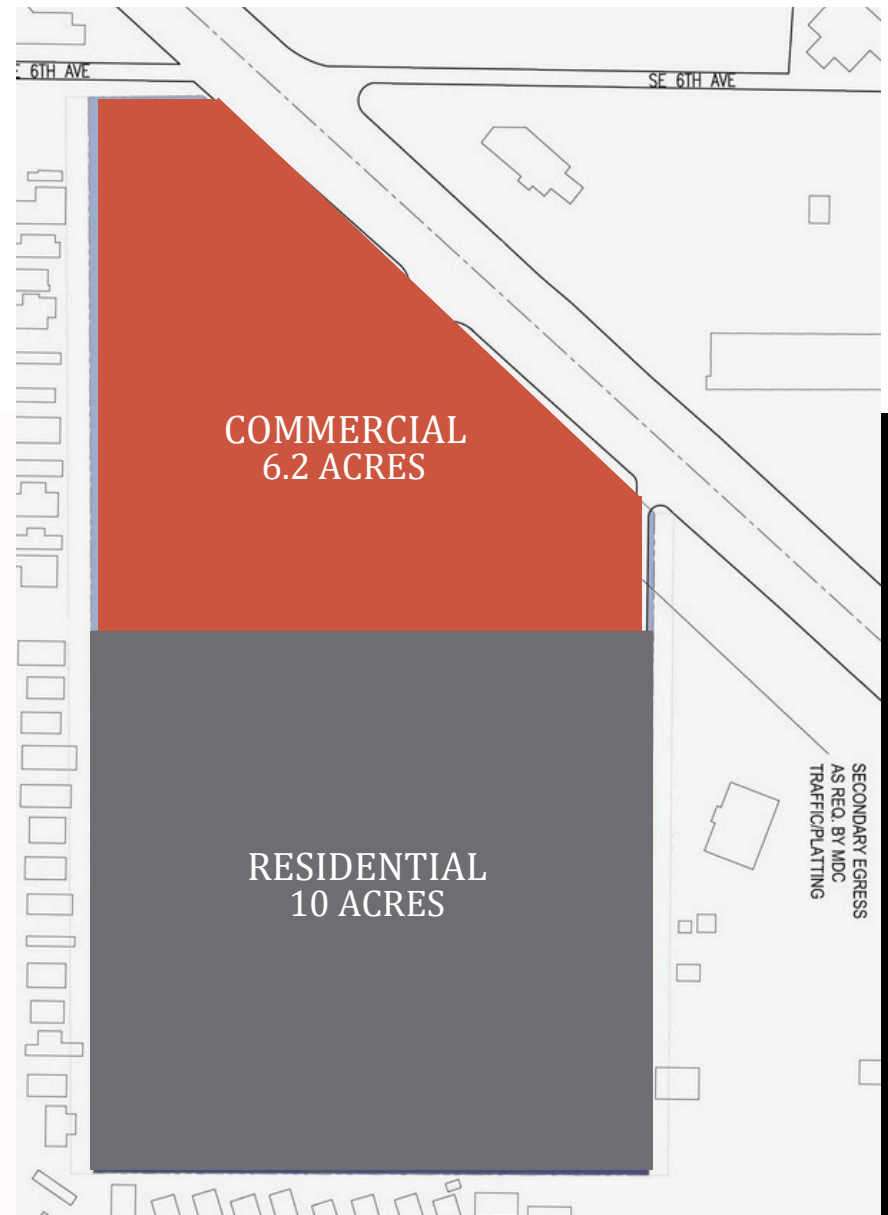 E 6TH AVE
SE 6TH AVE
COMMERCIAL
6.2 ACRES
RESIDENTIAL
10 ACRES
SECONDARY EGRESS
AS REQ. BY MDC
TRAFFIC/PLATTING